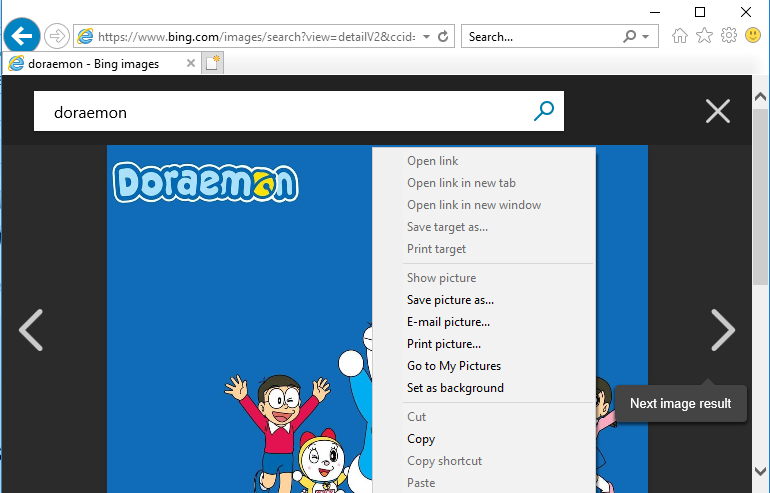 https://www.bing.com/images/search?view=detailV2&ccid=
Search...
doraemon - Bing images
doraemon
Doraemon
Open link
Open link in new tab
Open link in new window
Save target as...
Print target
Show picture
Save picture as...
E-mail picture...
Print picture...
Go to My Pictures
Set as background
Next image result
Cut
Copy
Copy shortcut
Paste